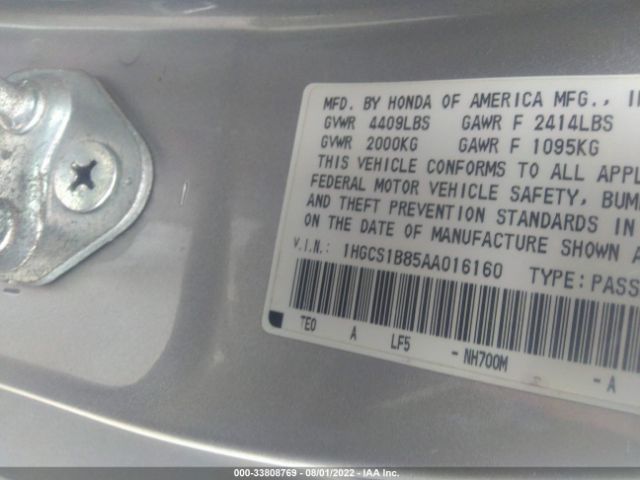 MFD. BY HONDA OF AMERICA MFG.,
GVWR 4409LBS GAWR F 2414LBS
GVWR 2000KG GAWR F 1095KG
THIS VEHICLE CONFORMS TO ALL
FEDERAL MOTOR VEHICLE SAFETY,
AND THEFT PREVENTION STANDARDS IN
ON THE DATE OF MANUFACTURE SHOWN
V.I.N.: 1HGCS1B85AA016160 TYPE:PASS
TE0 A LF5 -NH700M -A
000-33808769 - 08/01/2022 - IAA Inc.